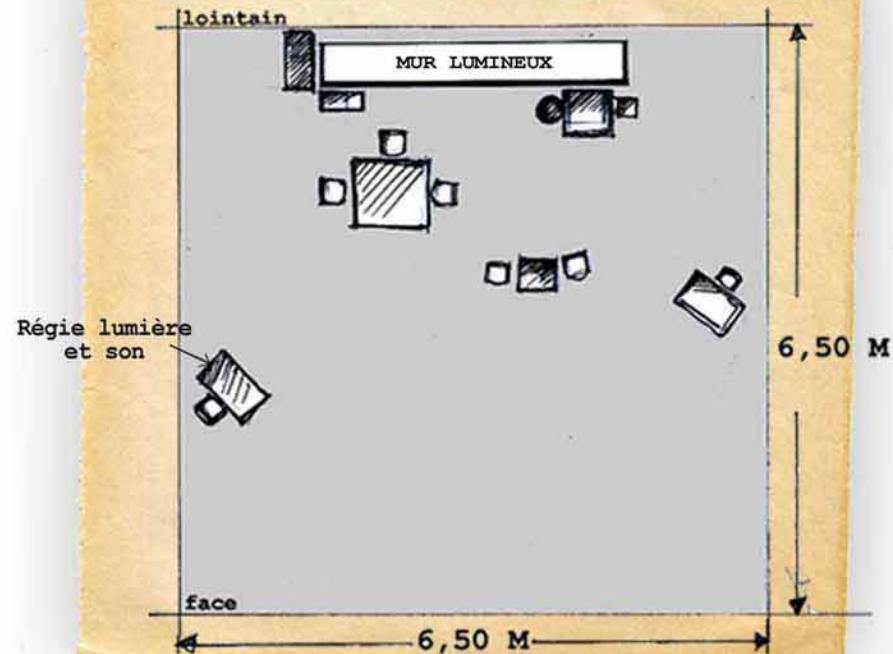 lointain
MUR LUMINEUX
Régie lumière
et son
6,50 M
face
6,50 M